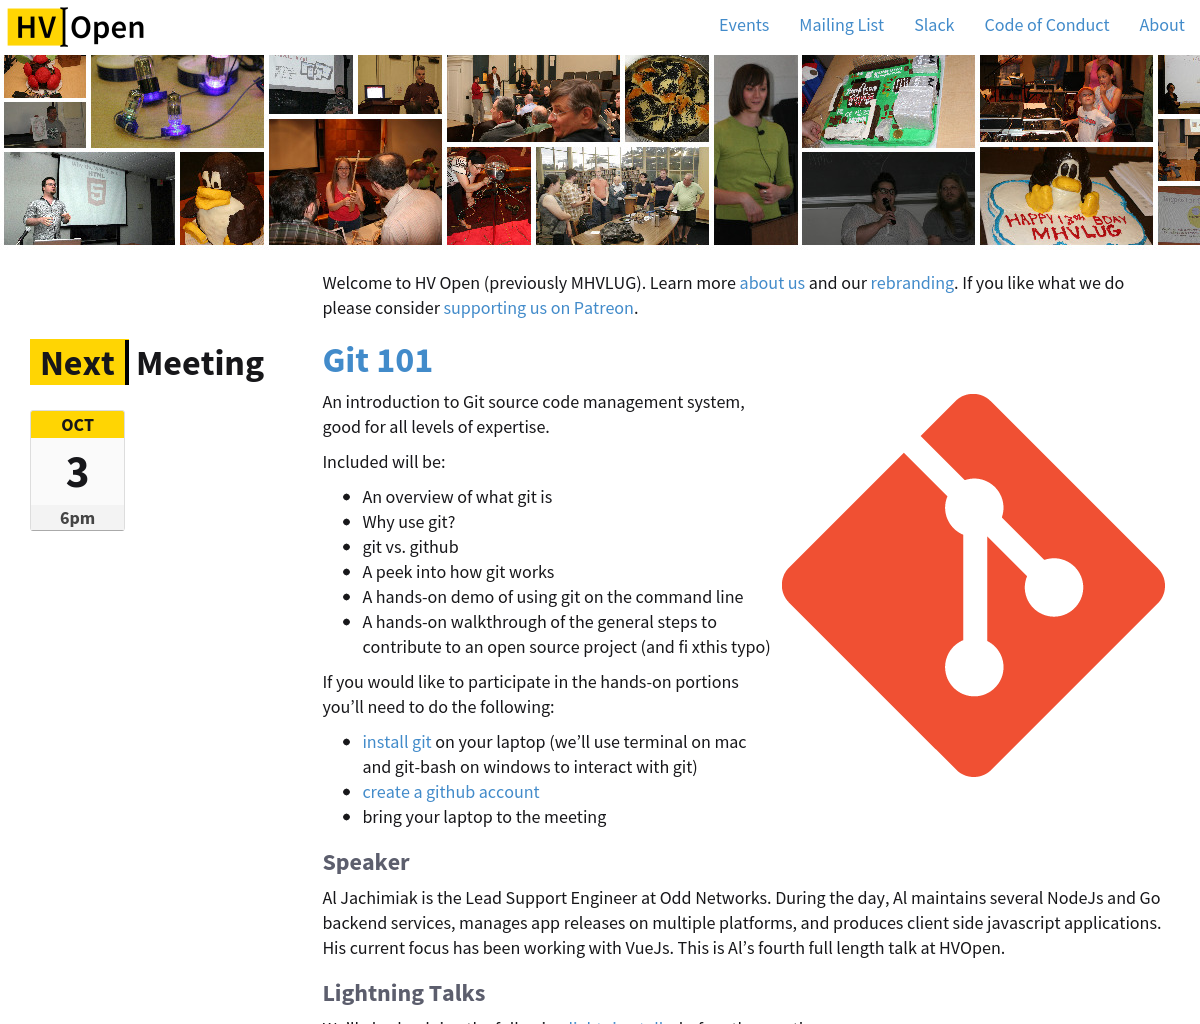 HV Open
Events Mailing List Slack Code of Conduct About
HTML
HAPPY 13th BDAY
MHVLUG
Welcome to HV Open (previously MHVLUG). Learn more about us and our rebranding. If you like what we do
please consider supporting us on Patreon.
Next Meeting
OCT
3
6pm
Git 101
An introduction to Git source code management system,
good for all levels of expertise.
Included will be:
An overview of what git is
Why use git?
git vs. github
A peek into how git works
A hands-on demo of using git on the command line
A hands-on walkthrough of the general steps to
contribute to an open source project (and fi xthis typo)
If you would like to participate in the hands-on portions
you’ll need to do the following:
install git on your laptop (we’ll use terminal on mac
and git-bash on windows to interact with git)
create a github account
bring your laptop to the meeting
Speaker
Al Jachimiak is the Lead Support Engineer at Odd Networks. During the day, Al maintains several NodeJs and Go
backend services, manages app releases on multiple platforms, and produces client side javascript applications.
His current focus has been working with VueJs. This is Al’s fourth full length talk at HVOpen.
Lightning Talks